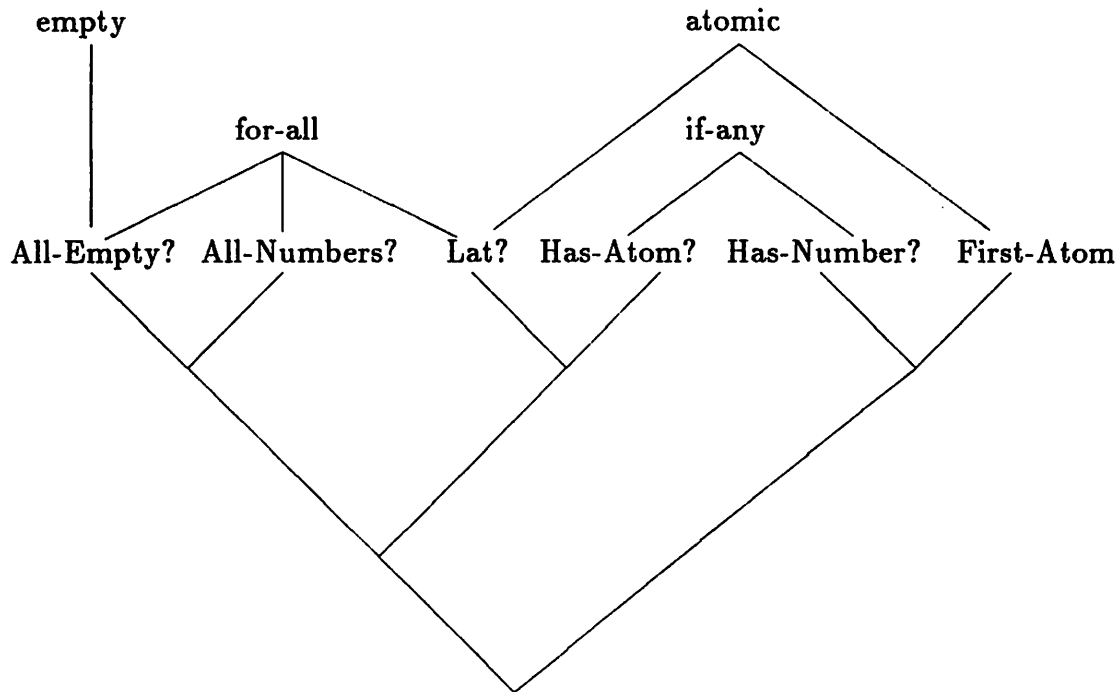 empty atomic
for-all if-any
All-Empty? All-Numbers? Lat? Has-Atom? Has-Number? First-Atom